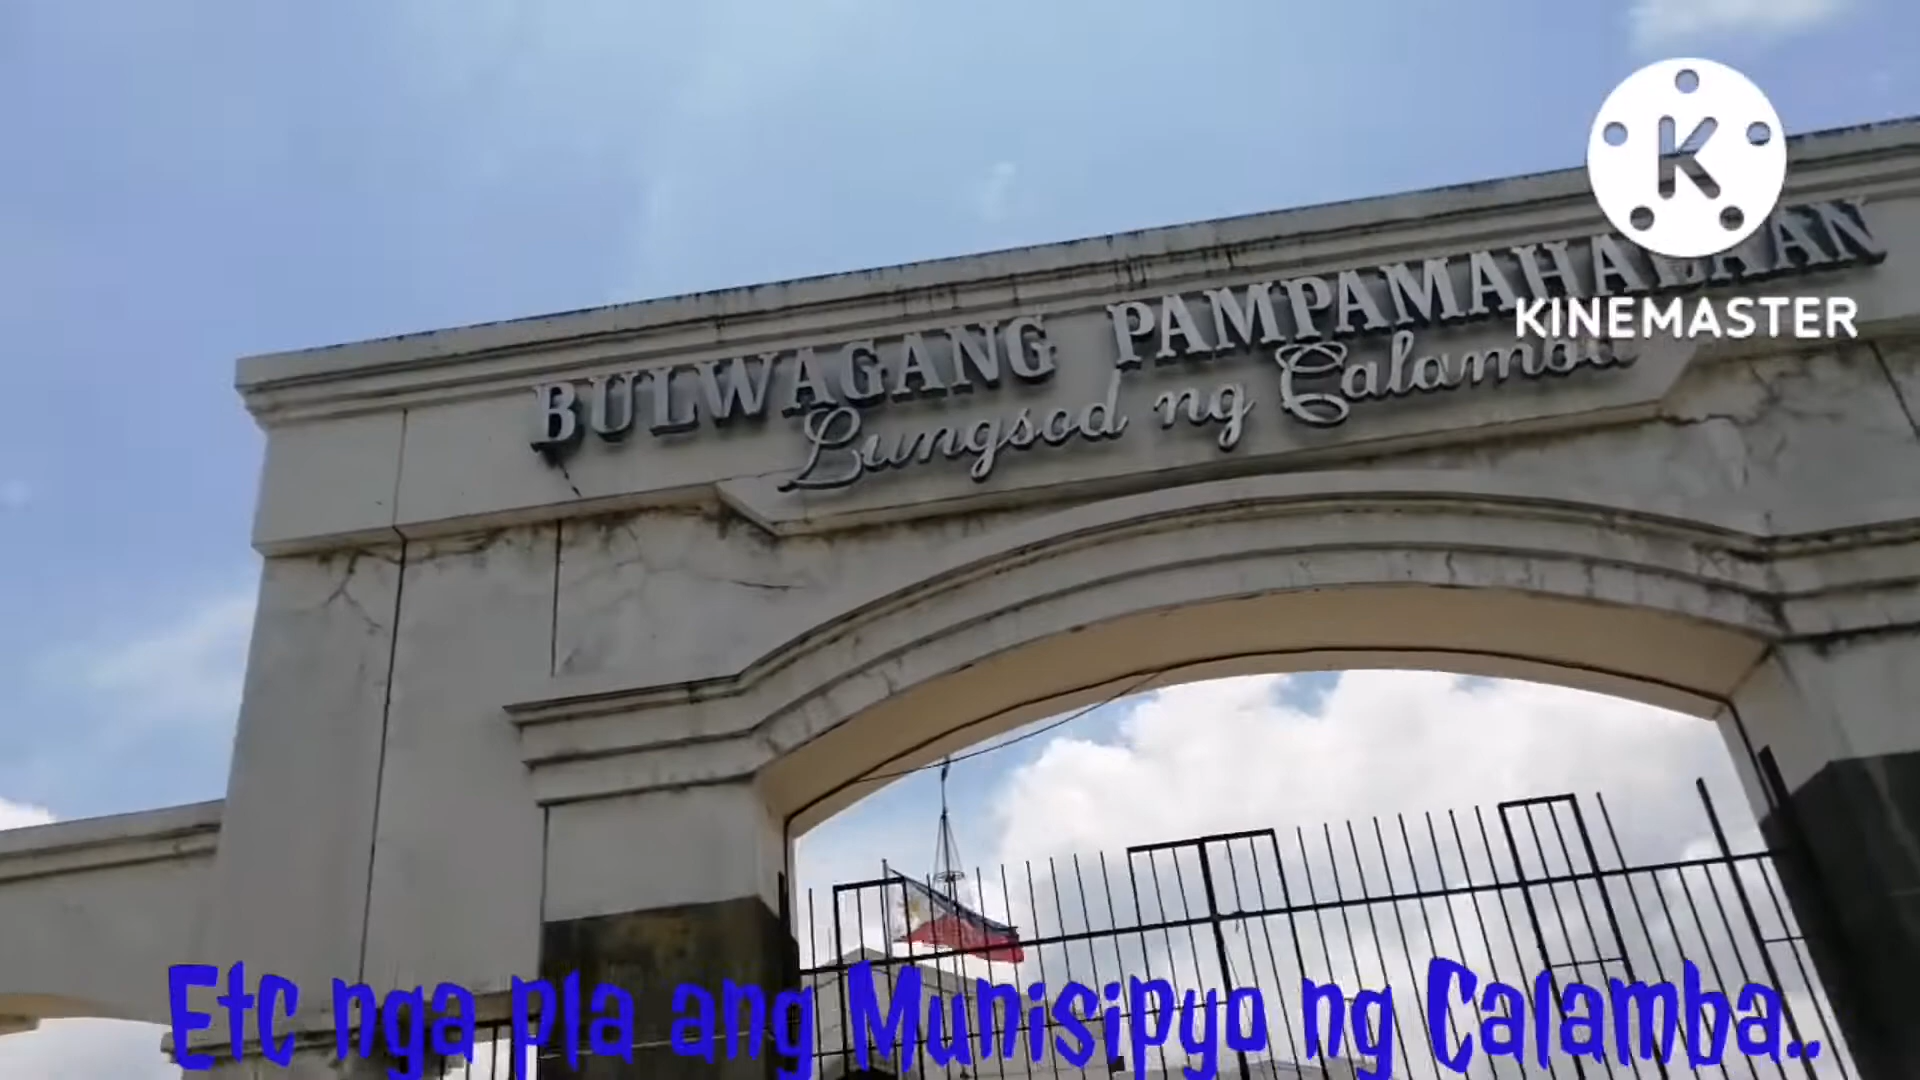 K
KINEMASTER
BULWAGANG PAMPAMAHALAAN
Lungsod ng Calamba
Etc nga pla ang Munisipyo ng Calamba..